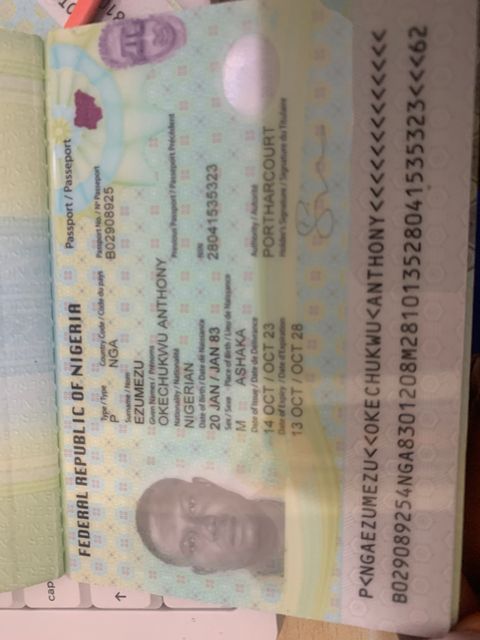 cap
FEDERAL REPUBLIC OF NIGERIA
Passport / Passeport
Type / Type Country Code / Code du pays Passport No. / N° Passeport
P NGA B02908925
Surname / Nom
EZUMEZU
Given Names / Prénoms
OKECHUKWU ANTHONY
Nationality / Nationalité Previous Passport / Passeport Précédent
NIGERIAN
Date of Birth / Date de Naissance NIN
20 JAN / JAN 83 28041535323
Sex / Sexe Place of Birth / Lieu de Naissance
M ASHAKA
Date of Issue / Date de Délivrance Authority / Autorité
14 OCT / OCT 23 PORTHARCOURT
Date of Expiry / Date d'Expiration Holder's Signature / Signature du Titulaire
13 OCT / OCT 28
P<NGAEZUMEZU<<OKECHUKWU<ANTHONY<<<<<<<<<<<<<
B029089254NGA8301208M281013528041535323<<<62